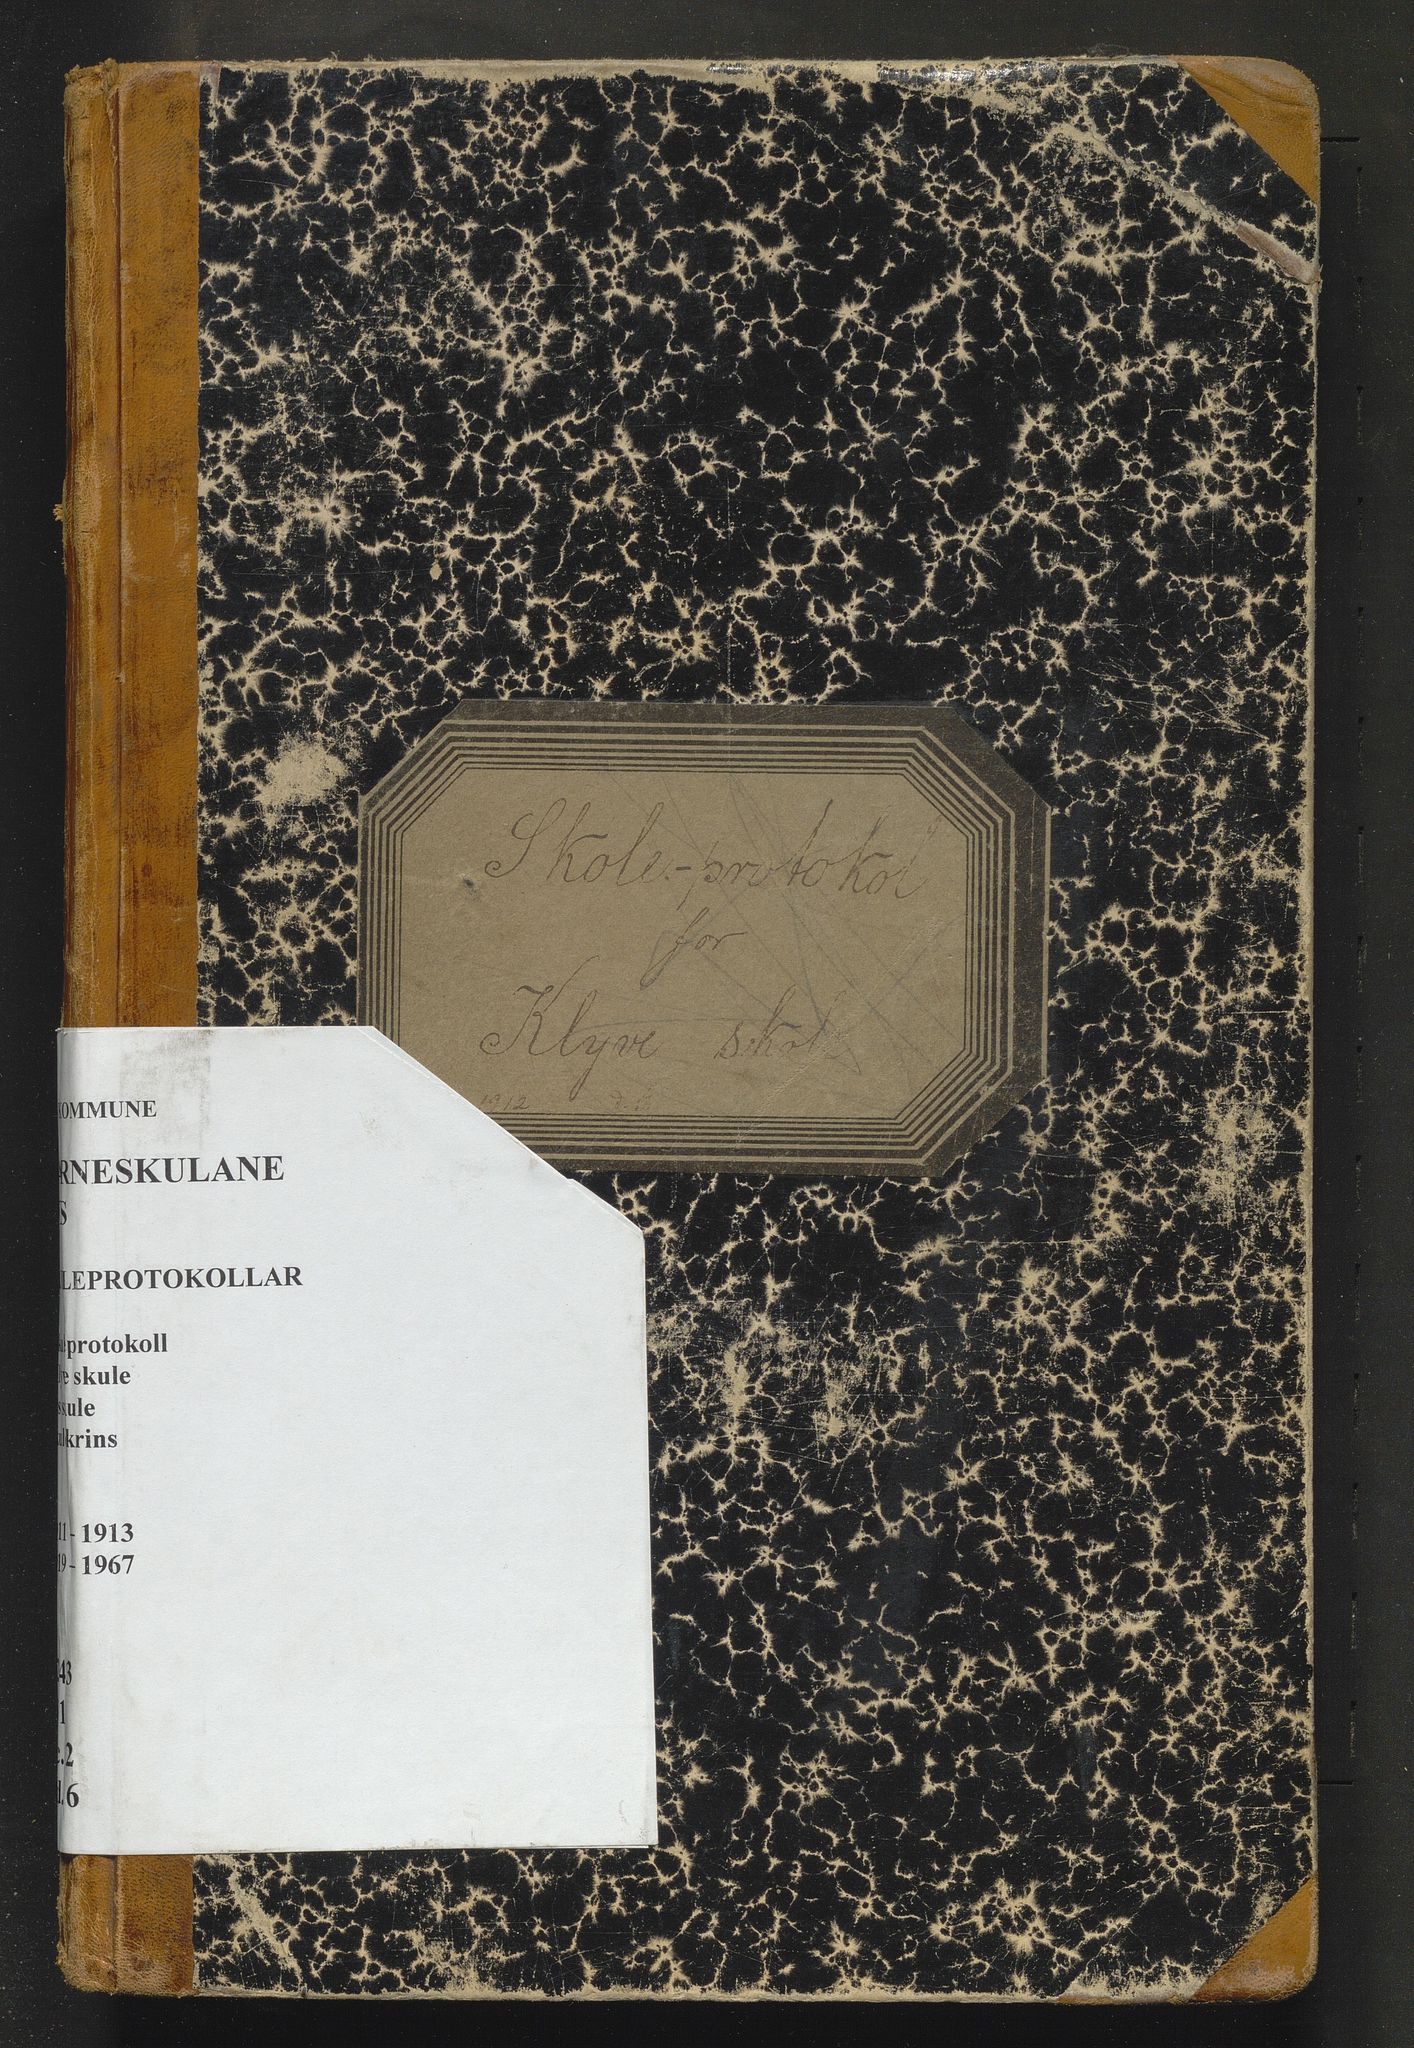 Skole-protokol
for
Klyve skole
1912
KOMMUNE
RNESKULANE
S
LEPROTOKOLLAR
protokoll
e skule
skule
lkrins
11 - 1913
19 - 1967
43
1
.2
.6